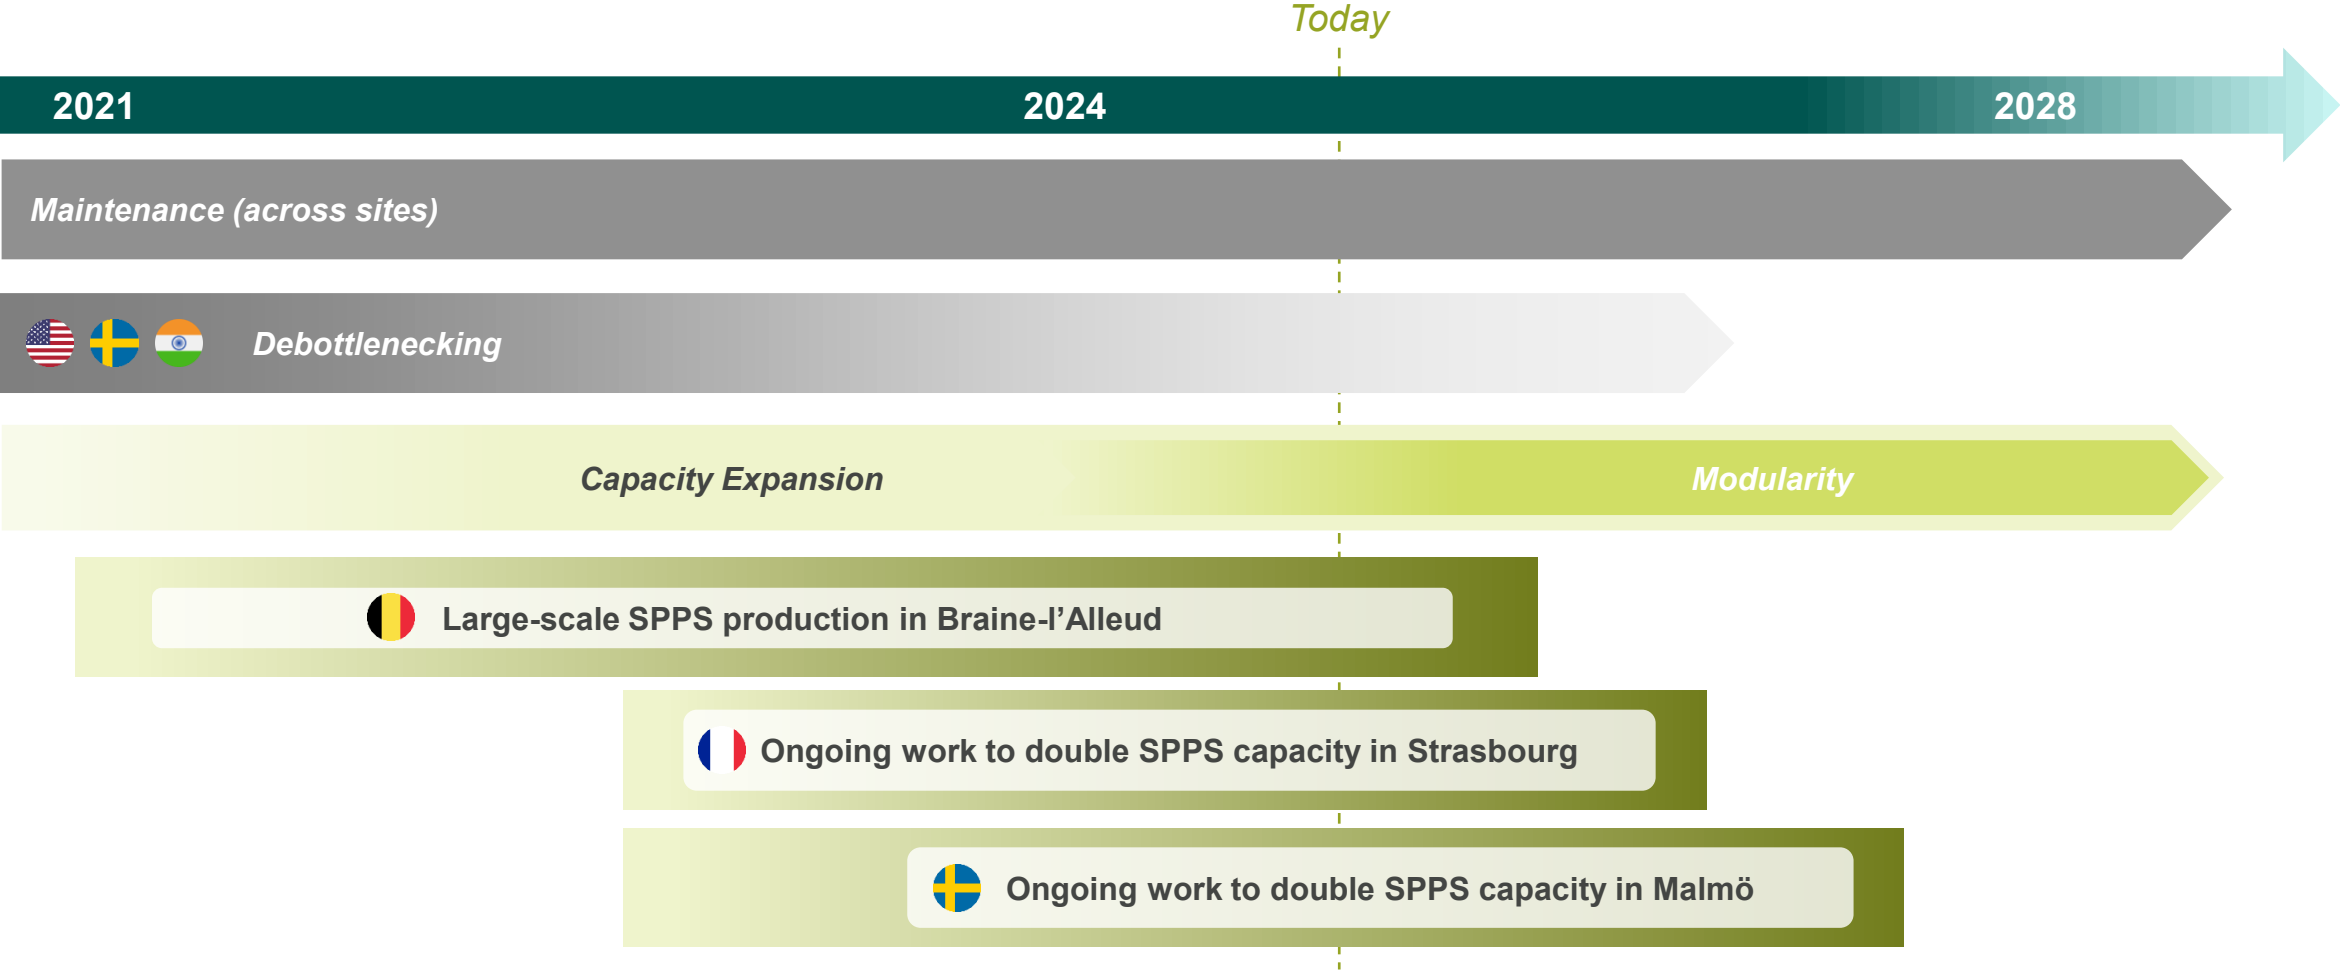 Today
2021 2024 2028
Maintenance (across sites)
Debottlenecking
Capacity Expansion Modularity
Large-scale SPPS production in Braine-l’Alleud
Ongoing work to double SPPS capacity in Strasbourg
Ongoing work to double SPPS capacity in Malmö